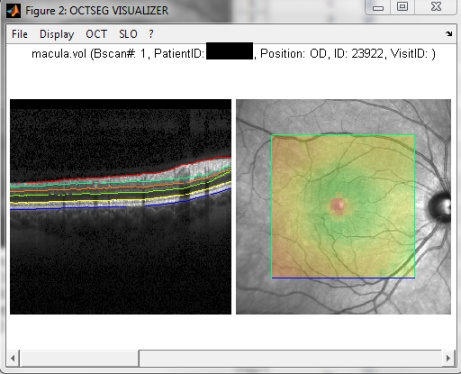 Figure 2: OCTSEG VISUALIZER
File Display OCT SLO ?
macula.vol (Bscan#: 1, PatientID: , Position: OD, ID: 23922, VisitID: )